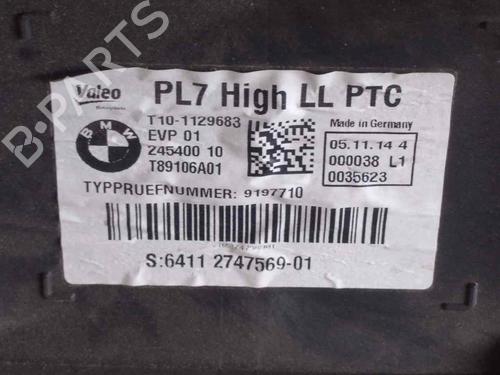 Valeo
PL7 High LL PTC
T10-1129683
EVP 01
Z45400 10
T89106A01
BMW
Made in Germany
05.11.14 4
000038 L1
0035623
TYPPRUEFNUMMER: 9197710
S:6411 2747569-01
B-PARTS